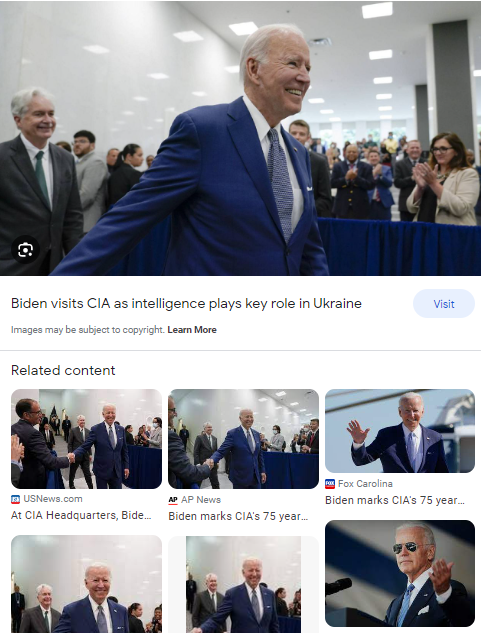 Biden visits CIA as intelligence plays key role in Ukraine
Visit
Images may be subject to copyright. Learn More
Related content
USNews.com
At CIA Headquarters, Bide...
AP AP News
Biden marks CIA's 75 year...
FOX Fox Carolina
Biden marks CIA's 75 year...